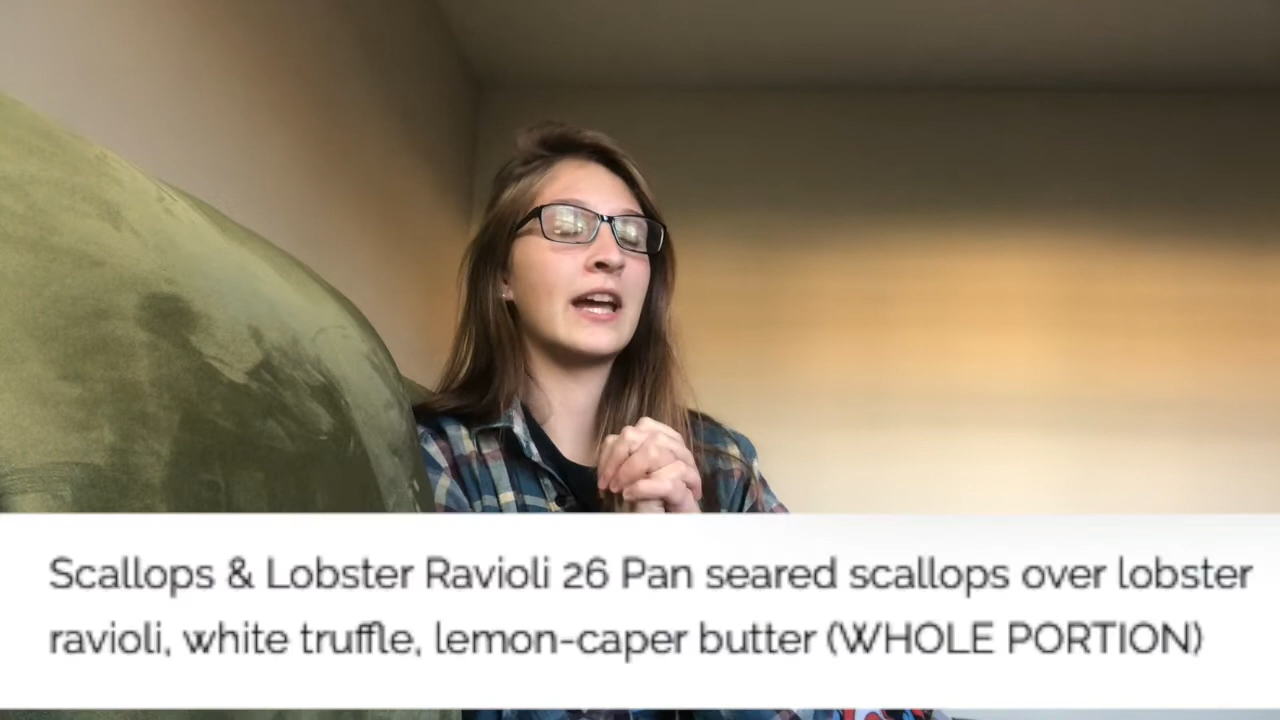 Scallops & Lobster Ravioli 26 Pan seared scallops over lobster
ravioli, white truffle, lemon-caper butter (WHOLE PORTION)